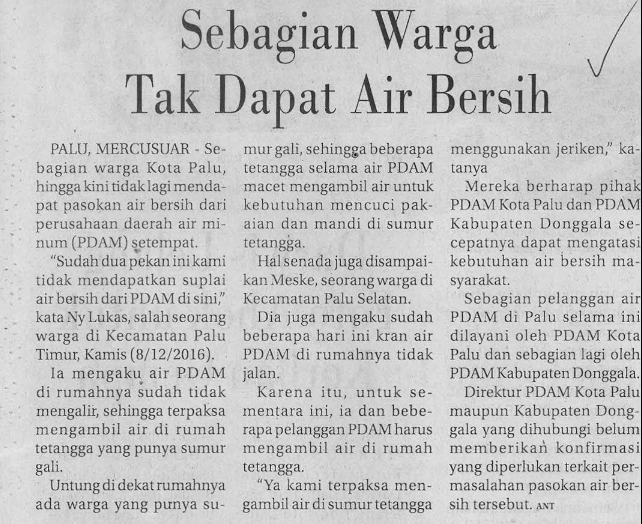 Sebagian Warga
Tak Dapat Air Bersih
PALU, MERCUSUAR - Se-
bagian warga Kota Palu,
hingga kini tidak lagi menda-
pat pasokan air bersih dari
perusahaan daerah air mi-
num (PDAM) setempat.
"Sudah dua pekan ini kami
tidak mendapatkan suplai
air bersih dari PDAM di sini,"
kata Ny Lukas, salah seorang
warga di Kecamatan Palu
Timur, Kamis (8/12/2016).
Ia mengaku air PDAM
di rumahnya sudah tidak
mengalir, sehingga terpaksa
mengambil air di rumah
tetangga yang punya sumur
gali.
Untung di dekat rumahnya
ada warga yang punya su-
mur gali, sehingga beberapa
tetangga selama air PDAM
macet mengambil air untuk
kebutuhan mencuci pak-
aian dan mandi di sumur
tetangga.
Hal senada juga disampai-
kan Meske, seorang warga di
Kecamatan Palu Selatan.
Dia juga mengaku sudah
beberapa hari ini kran air
PDAM di rumahnya tidak
jalan.
Karena itu, untuk se-
mentara ini, ia dan bebe-
rapa pelanggan PDAM harus
mengambil air di rumah
tetangga.
"Ya kami terpaksa men-
gambil air di sumur tetangga
menggunakan jeriken," ka-
tanya
Mereka berharap pihak
PDAM Kota Palu dan PDAM
Kabupaten Donggala se-
cepatnya dapat mengatasi
kebutuhan air bersih ma-
syarakat.
Sebagian pelanggan air
PDAM di Palu selama ini
dilayani oleh PDAM Kota
Palu dan sebagian lagi oleh
PDAM Kabupaten Donggala.
Direktur PDAM Kota Palu
maupun Kabupaten Dong-
gala yang dihubungi belum
memberikan konfirmasi
yang diperlukan terkait per-
masalahan pasokan air ber-
sih tersebut. ANT